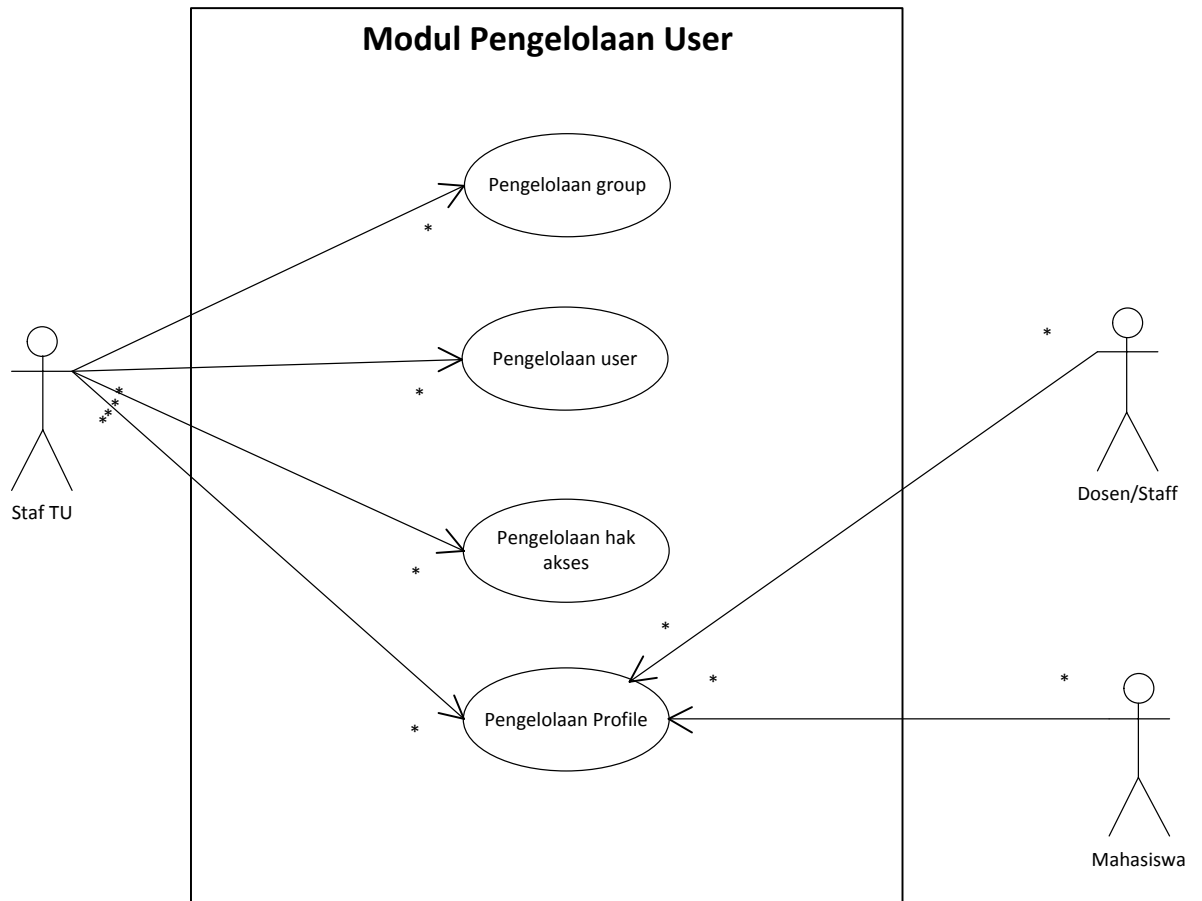 Modul Pengelolaan User
Pengelolaan group
*
Pengelolaan user
*
*
*
*
*
*
Staf TU
Dosen/Staff
Pengelolaan hak
akses
*
*
Pengelolaan Profile
*
*
*
Mahasiswa